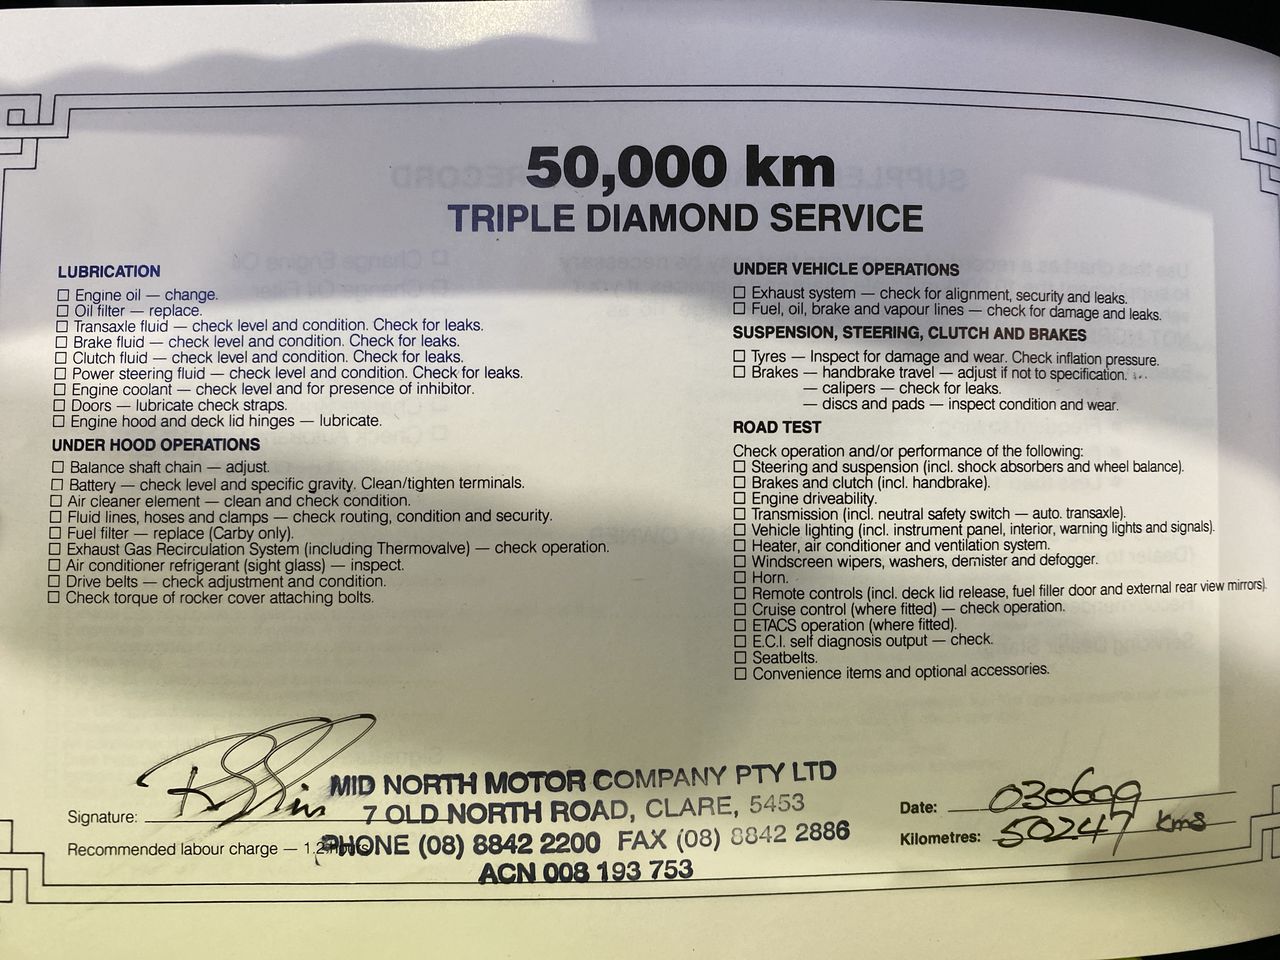 50,000 km
TRIPLE DIAMOND SERVICE
LUBRICATION
☐ Engine oil — change.
☐ Oil filter — replace.
☐ Transaxle fluid — check level and condition. Check for leaks.
☐ Brake fluid — check level and condition. Check for leaks.
☐ Clutch fluid — check level and condition. Check for leaks.
☐ Power steering fluid — check level and condition. Check for leaks.
☐ Engine coolant — check level and for presence of inhibitor.
☐ Doors — lubricate check straps.
☐ Engine hood and deck lid hinges — lubricate.
UNDER HOOD OPERATIONS
☐ Balance shaft chain — adjust.
☐ Battery — check level and specific gravity. Clean/tighten terminals.
☐ Air cleaner element — clean and check condition.
☐ Fluid lines, hoses and clamps — check routing, condition and security.
☐ Fuel filter — replace (Carby only).
☐ Exhaust Gas Recirculation System (including Thermovalve) — check operation.
☐ Air conditioner refrigerant (sight glass) — inspect.
☐ Drive belts — check adjustment and condition.
☐ Check torque of rocker cover attaching bolts.
UNDER VEHICLE OPERATIONS
☐ Exhaust system — check for alignment, security and leaks.
☐ Fuel, oil, brake and vapour lines — check for damage and leaks.
SUSPENSION, STEERING, CLUTCH AND BRAKES
☐ Tyres — Inspect for damage and wear. Check inflation pressure.
☐ Brakes — handbrake travel — adjust if not to specification.
— calipers — check for leaks.
— discs and pads — inspect condition and wear.
ROAD TEST
Check operation and/or performance of the following:
☐ Steering and suspension (incl. shock absorbers and wheel balance).
☐ Brakes and clutch (incl. handbrake).
☐ Engine driveability.
☐ Transmission (incl. neutral safety switch — auto. transaxle).
☐ Vehicle lighting (incl. instrument panel, interior, warning lights and signals).
☐ Heater, air conditioner and ventilation system.
☐ Windscreen wipers, washers, demister and defogger.
☐ Horn.
☐ Remote controls (incl. deck lid release, fuel filler door and external rear view mirrors).
☐ Cruise control (where fitted) — check operation.
☐ ETACS operation (where fitted).
☐ E.C.I. self diagnosis output — check.
☐ Seatbelts.
☐ Convenience items and optional accessories.
Signature:
Recommended labour charge — 1.2
MID NORTH MOTOR COMPANY PTY LTD
7 OLD NORTH ROAD, CLARE, 5453
PHONE (08) 8842 2200 FAX (08) 8842 2886
ACN 008 193 753
Date: 030699
Kilometres: 50247 kms